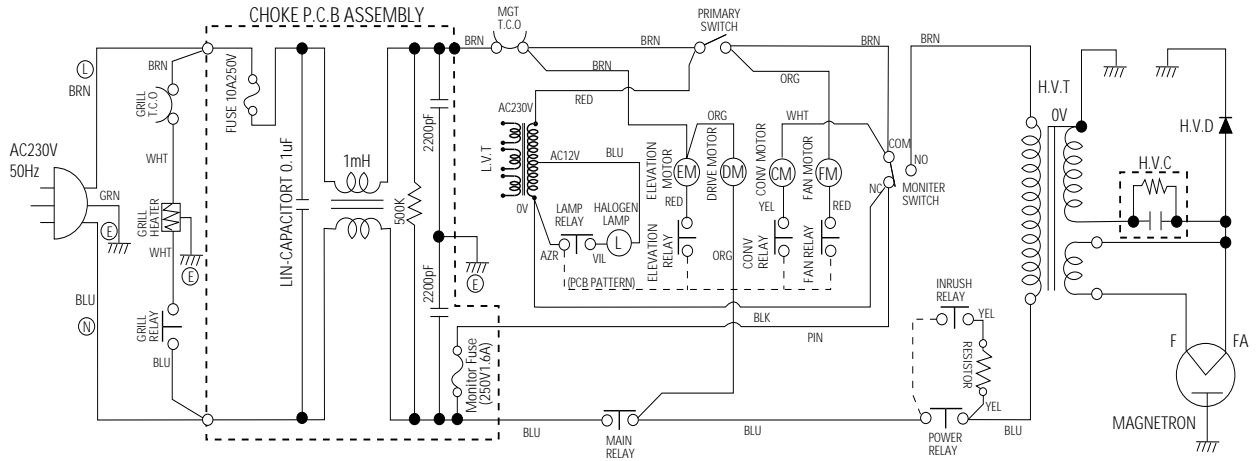 CHOKE P.C.B ASSEMBLY
AC230V
50Hz
L
BRN
GRN
E
BLU
N
BRN
GRILL
T.C.O
WHT
GRILL
HEATER
E
WHT
GRILL
RELAY
BLU
FUSE 10A250V
LIN-CAPACITORT 0.1uF
1mH
500K
2200pF
2200pF
E
Monitor Fuse
(250V1.6A)
BRN
MGT
T.C.O
BRN
BRN
RED
PRIMARY
SWITCH
BRN
ORG
AC230V
L.V.T
AC12V
0V
BLU
LAMP
RELAY
HALOGEN
LAMP
L
AZR
VIL
(PCB PATTERN)
ELEVATION
MOTOR
EM
RED
ELEVATION
RELAY
ORG
DRIVE MOTOR
DM
ORG
WHT
CONV MOTOR
CM
YEL
CONV
RELAY
FAN MOTOR
FM
RED
FAN RELAY
COM
NC
NO
MONITER
SWITCH
BRN
BLK
PIN
BLU
MAIN
RELAY
BLU
INRUSH
RELAY
YEL
RESISTOR
YEL
POWER
RELAY
BLU
H.V.T
0V
H.V.D
H.V.C
F
FA
MAGNETRON